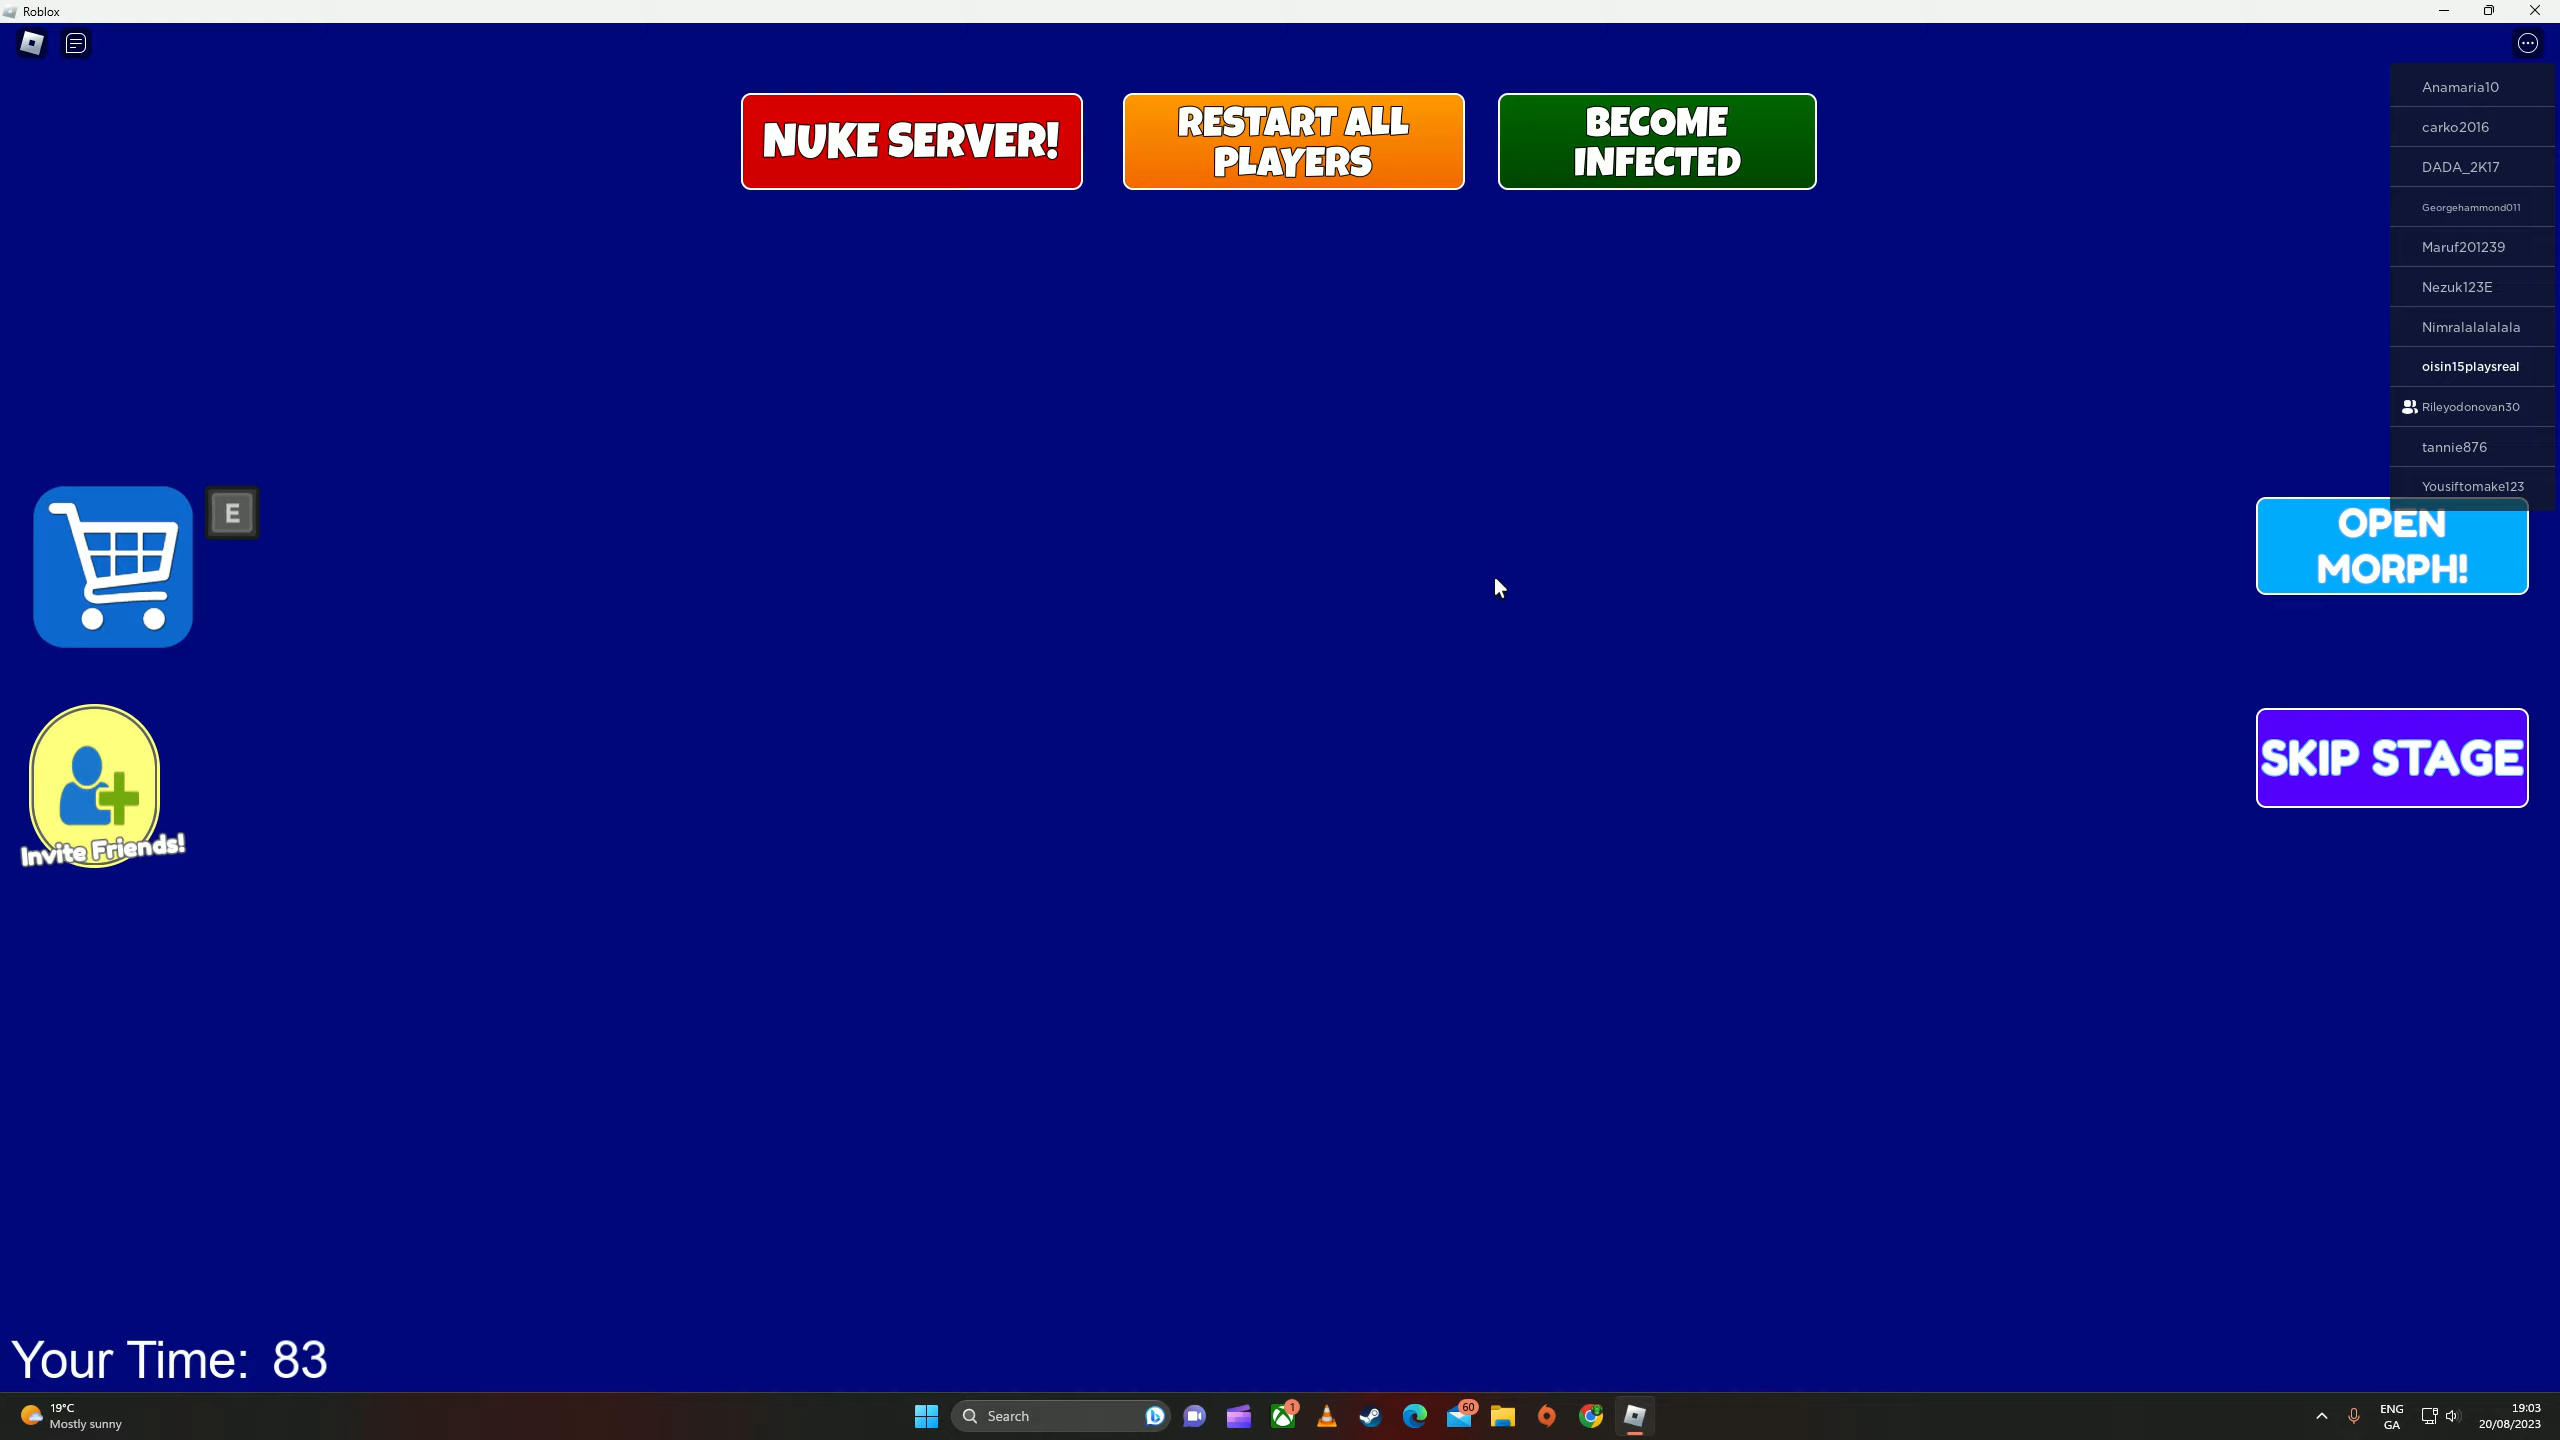 Roblox
NUKE SERVER!
RESTART ALL
PLAYERS
BECOME
INFECTED
Anamaria10
carko2016
DADA_2K17
Georgehammond011
Maruf201239
Nezuk123E
Nimralalalalala
oisin15playsreal
Rileyodonovan30
tannie876
Yousiftomake123
E
OPEN
MORPH!
SKIP STAGE
Invite Friends!
Your Time: 83
19°C
Mostly sunny
Search
1
60
ENG
GA
19:03
20/08/2023